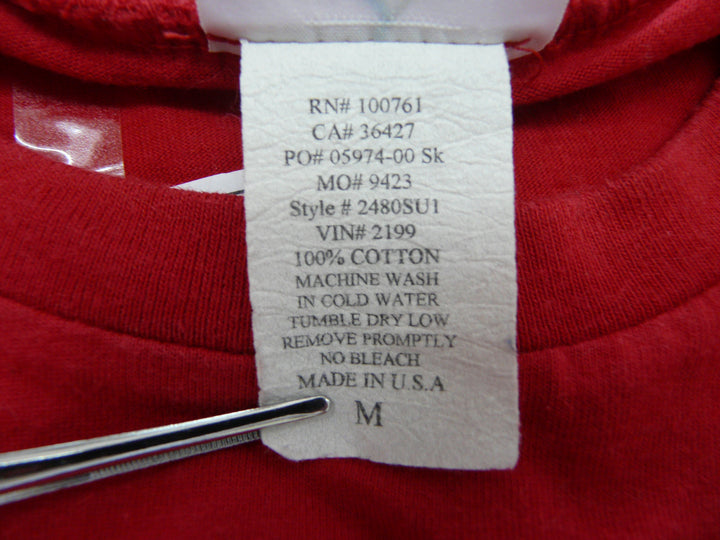 RN# 100761
CA# 36427
PO# 05974-00 Sk
MO# 9423
Style # 2480SU1
VIN# 2199
100% COTTON
MACHINE WASH
IN COLD WATER
TUMBLE DRY LOW
REMOVE PROMPTLY
NO BLEACH
MADE IN U.S.A
M